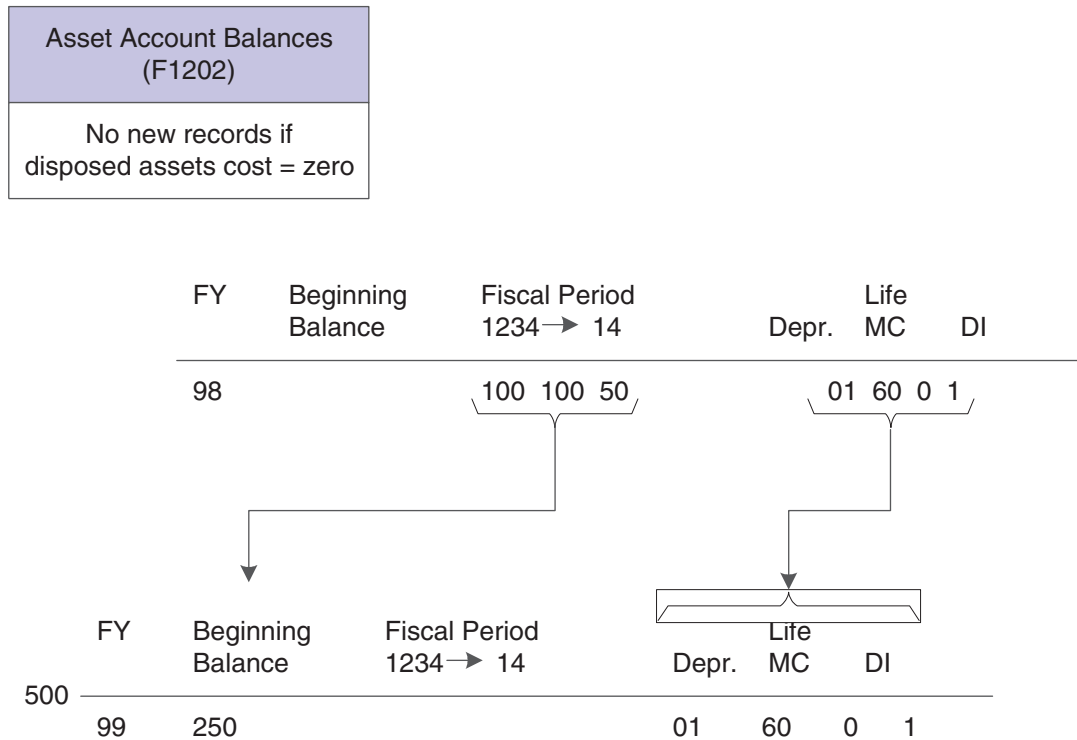 Asset Account Balances
(F1202)
No new records if
disposed assets cost = zero
FY Beginning Fiscal Period Life
Balance 1234 14 Depr. MC DI
98 100 100 50 01 60 0 1
FY Beginning Fiscal Period Life
Balance 1234 14 Depr. MC DI
500
99 250 01 60 0 1